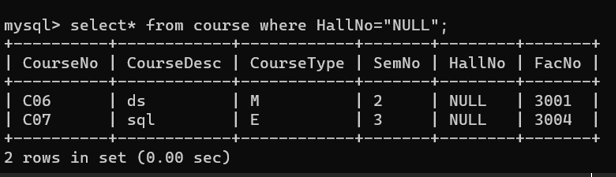 mysql> select* from course where HallNo="NULL";
+----------+------------+------------+-------+--------+-------+
| CourseNo | CourseDesc | CourseType | SemNo | HallNo | FacNo |
+----------+------------+------------+-------+--------+-------+
| C06      | ds         | M          | 2     | NULL   | 3001  |
| C07      | sql        | E          | 3     | NULL   | 3004  |
+----------+------------+------------+-------+--------+-------+
2 rows in set (0.00 sec)